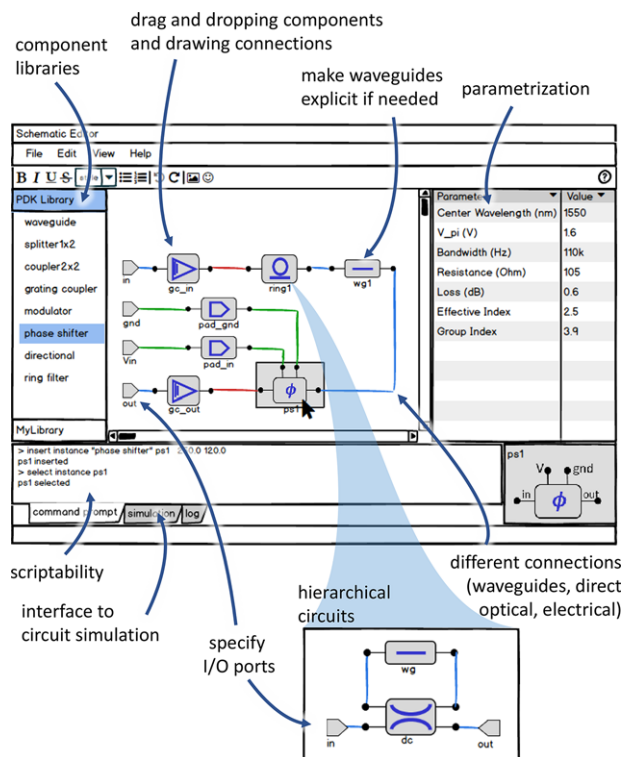 drag and dropping components
and drawing connections
component
libraries
make waveguides
explicit if needed
parametrization
Schematic Editor
File Edit View Help
B I U S style
PDK Library
waveguide
splitter1x2
coupler2x2
grating coupler
modulator
phase shifter
directional
ring filter
MyLibrary
in
gc_in
ring1
wg1
gnd
pad_gnd
Vin
pad_in
out
gc_out
ps1
Parameter Value
Center Wavelength (nm) 1550
V_pi (V) 1.6
Bandwidth (Hz) 110k
Resistance (Ohm) 105
Loss (dB) 0.6
Effective Index 2.5
Group Index 3.9
> insert instance "phase shifter" ps1 120.0
ps1 inserted
> select instance ps1
ps1 selected
command prompt simulation log
ps1
V gnd
in ϕ out
scriptability
interface to
circuit simulation
specify
I/O ports
hierarchical
circuits
different connections
(waveguides, direct
optical, electrical)
wg
in
dc
out